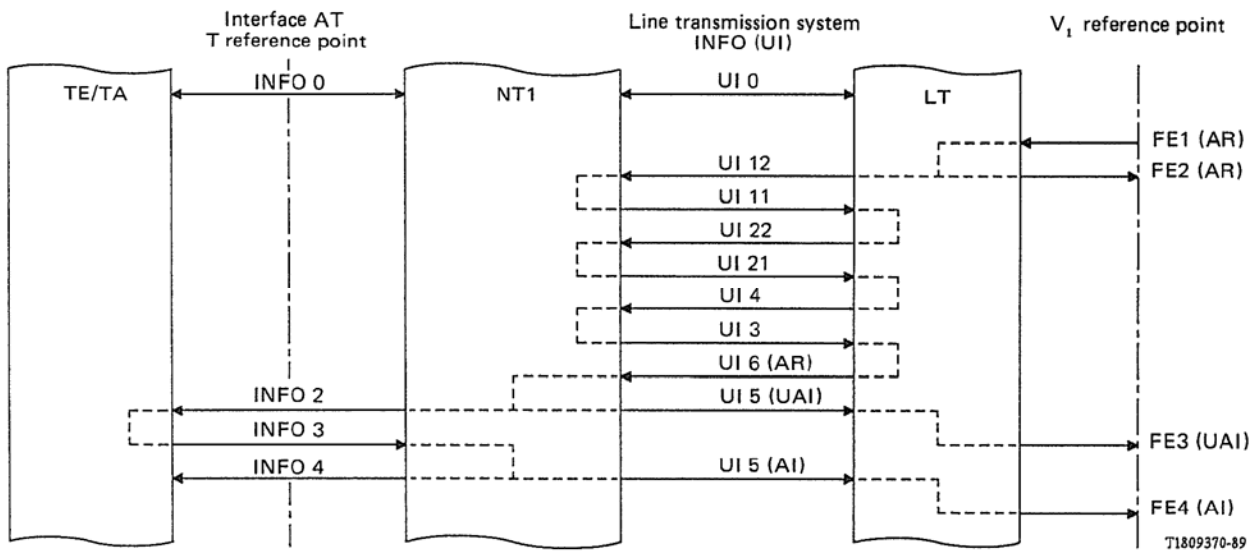 Interface AT
T reference point
Line transmission system
INFO (UI)
V1 reference point
TE/TA
INFO 0
NT1
UI 0
LT
FE1 (AR)
UI 12
FE2 (AR)
UI 11
UI 22
UI 21
UI 4
UI 3
UI 6 (AR)
INFO 2
UI 5 (UAI)
INFO 3
FE3 (UAI)
INFO 4
UI 5 (AI)
FE4 (AI)
T1809370-89